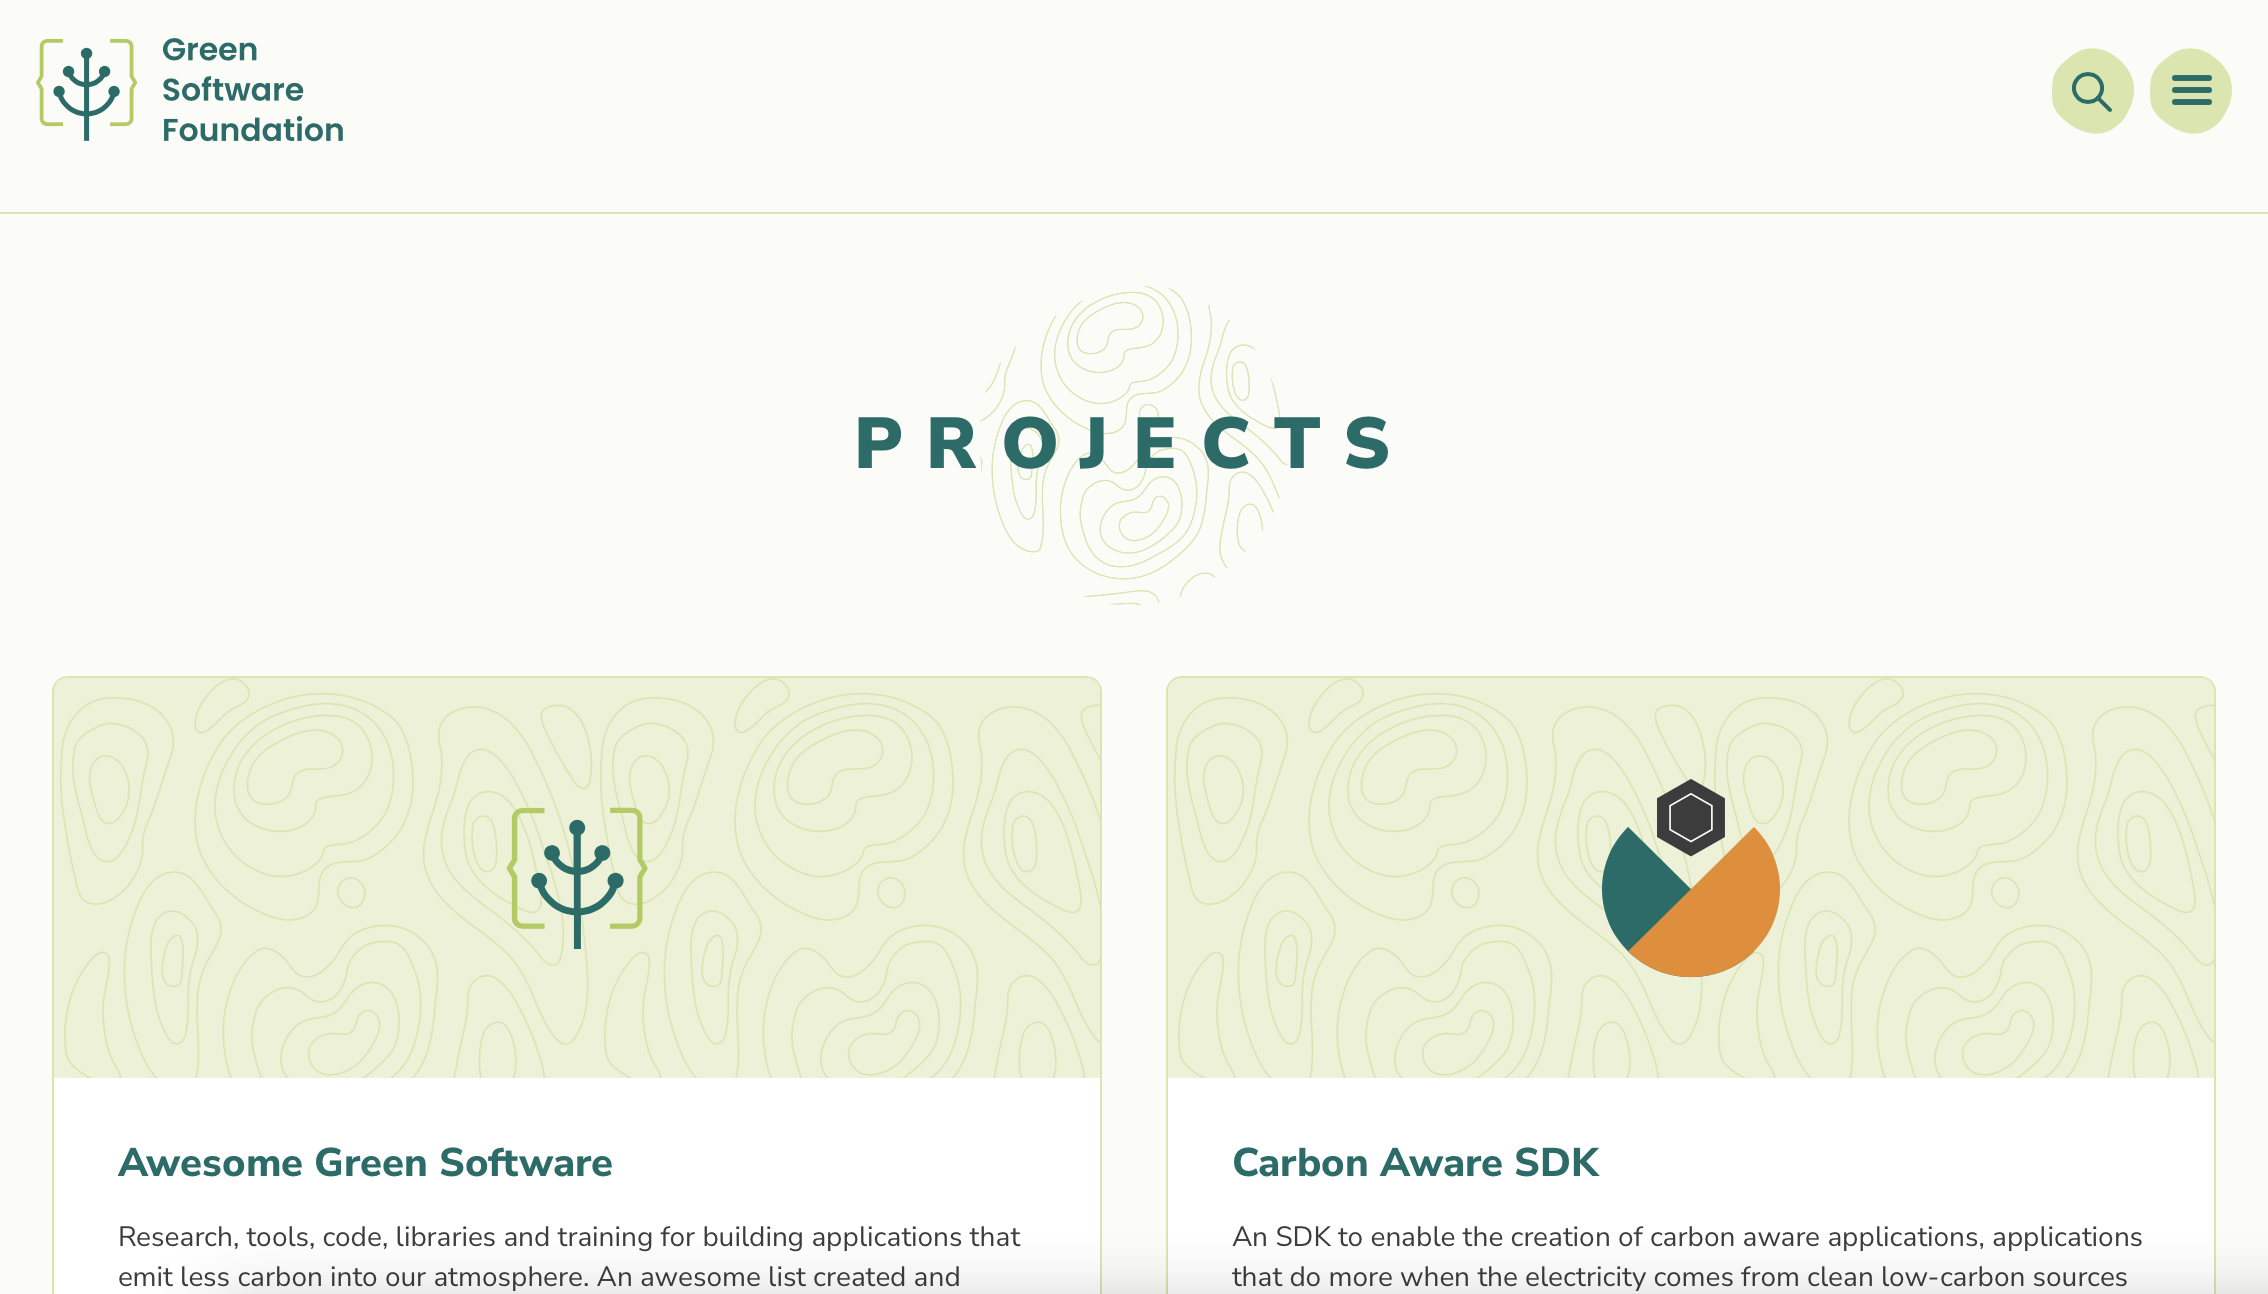 Green
Software
Foundation
PROJECTS
Awesome Green Software
Research, tools, code, libraries and training for building applications that
emit less carbon into our atmosphere. An awesome list created and
Carbon Aware SDK
An SDK to enable the creation of carbon aware applications, applications
that do more when the electricity comes from clean low-carbon sources